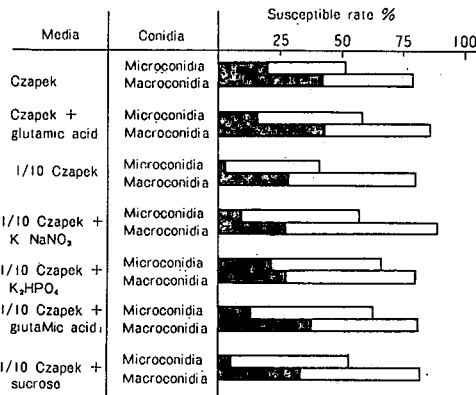 Susceptible rate %
Media Conidia 25 50 75 100
Czapek Microconidia
Macroconidia
Czapek + glutamic acid Microconidia
Macroconidia
1/10 Czapek Microconidia
Macroconidia
1/10 Czapek + K NaNO₃ Microconidia
Macroconidia
1/10 Czapek + K₂HPO₄ Microconidia
Macroconidia
1/10 Czapek + glutaMic acid Microconidia
Macroconidia
1/10 Czapek + sucrose Microconidia
Macroconidia